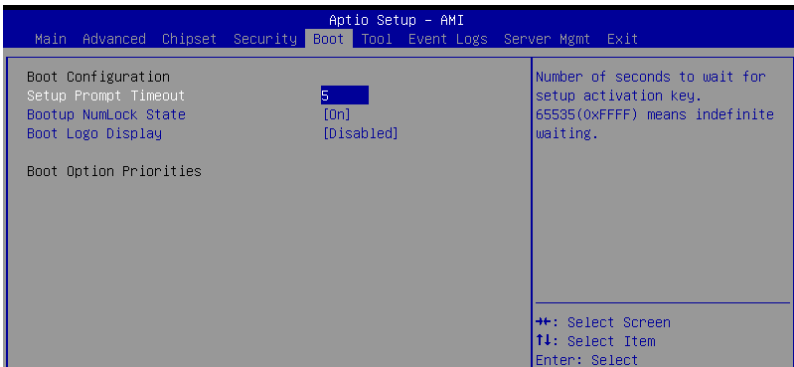 Aptio Setup – AMI
Main Advanced Chipset Security Boot Tool Event Logs Server Mgmt Exit
Boot Configuration
Setup Prompt Timeout 5
Bootup NumLock State [On]
Boot Logo Display [Disabled]
Boot Option Priorities
Number of seconds to wait for
setup activation key.
65535(0xFFFF) means indefinite
waiting.
→←: Select Screen
↑↓: Select Item
Enter: Select